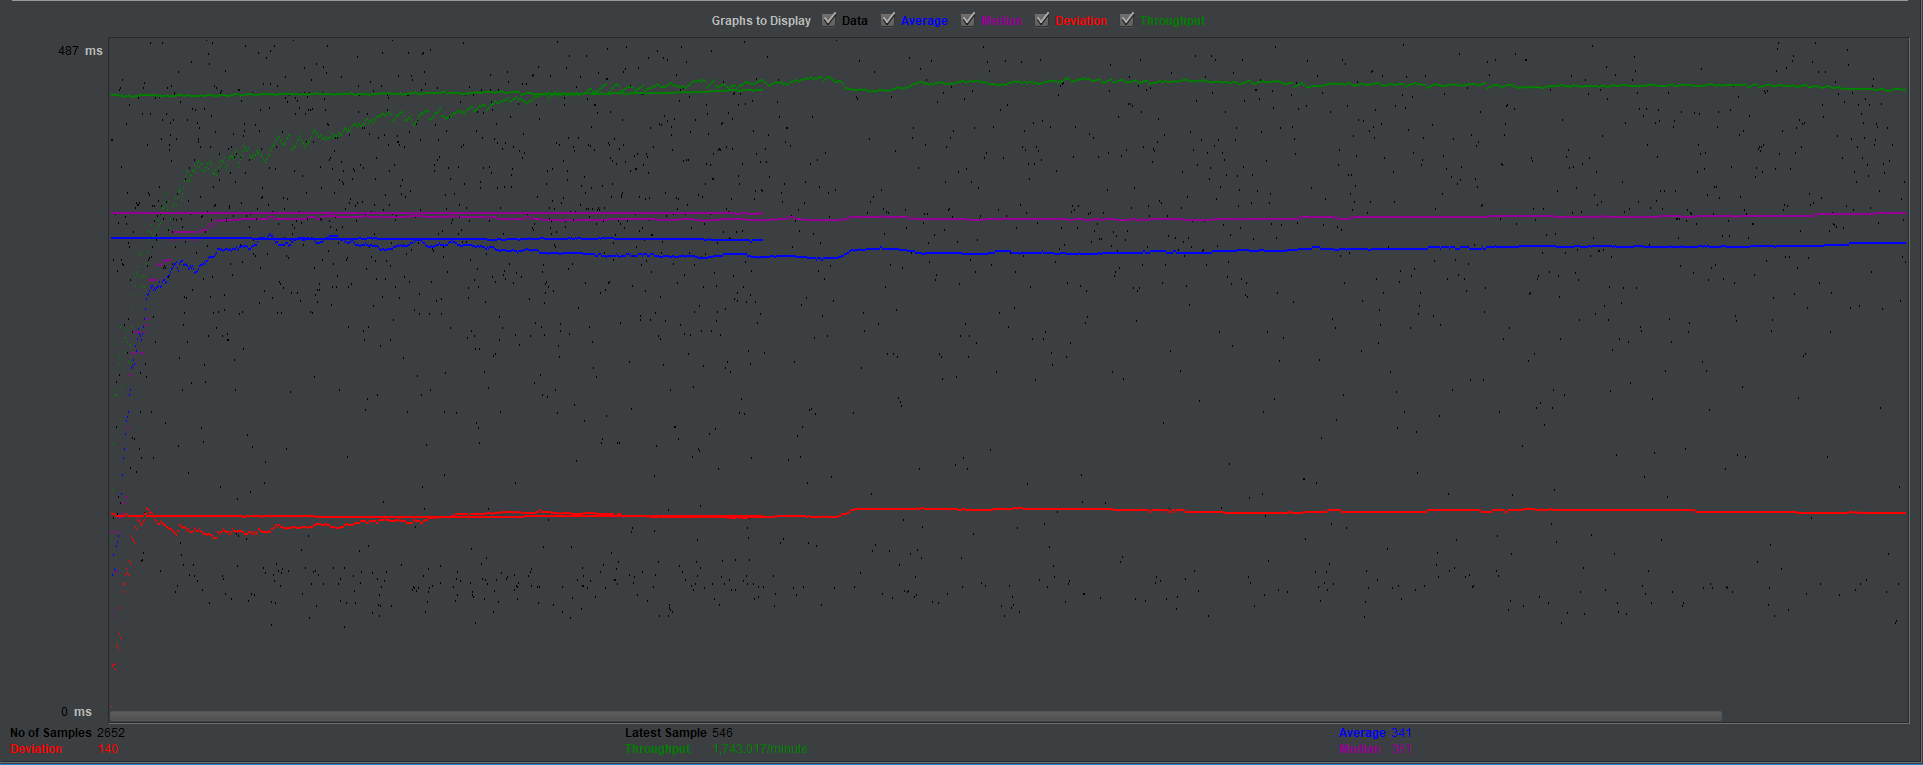 Graphs to Display Data Average Median Deviation Throughput
487 ms
0 ms
No of Samples 2652 Latest Sample 546 Average 341
Deviation 140 Throughput 1,743.017/minute Median